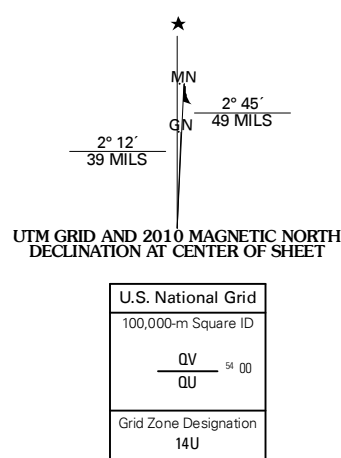 ★
MN
2° 45´
49 MILS
GN
2° 12´
39 MILS
UTM GRID AND 2010 MAGNETIC NORTH
DECLINATION AT CENTER OF SHEET
U.S. National Grid
100,000-m Square ID
QV
54 00
QU
Grid Zone Designation
14U